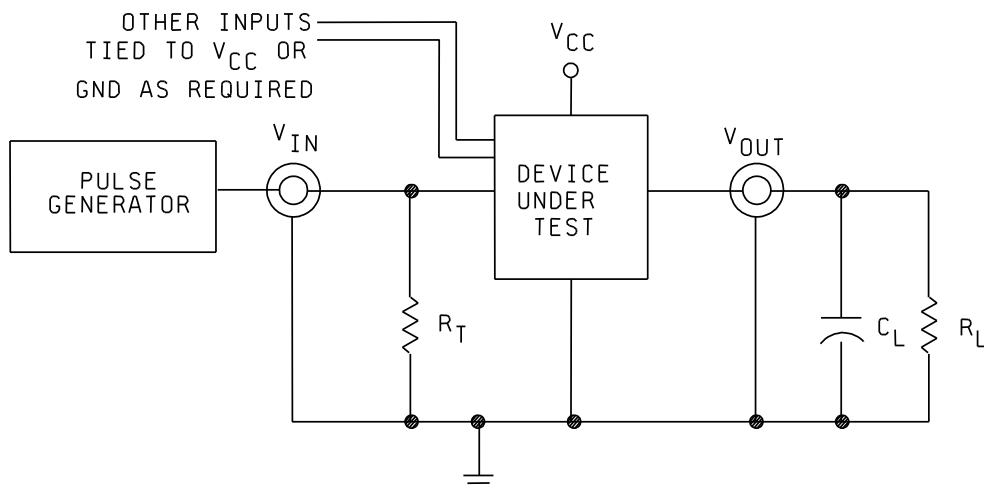 OTHER INPUTS
TIED TO VCC OR
GND AS REQUIRED
VCC
VIN
VOUT
PULSE
GENERATOR
DEVICE
UNDER
TEST
RT
CL
RL